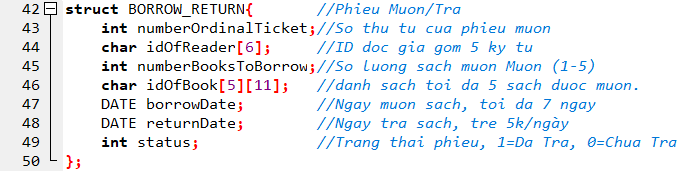 42 struct BORROW_RETURN{ //Phieu Muon/Tra
43 int numberOrdinalTicket;//So thu tu cua phieu muon
44 char idOfReader[6]; //ID doc gia gom 5 ky tu
45 int numberBooksToBorrow;//So luong sach muon Muon (1-5)
46 char idOfBook[5][11]; //danh sach toi da 5 sach duoc muon.
47 DATE borrowDate; //Ngay muon sach, toi da 7 ngay
48 DATE returnDate; //Ngay tra sach, tre 5k/ngày
49 int status; //Trang thai phieu, 1=Da Tra, 0=Chua Tra
50 };